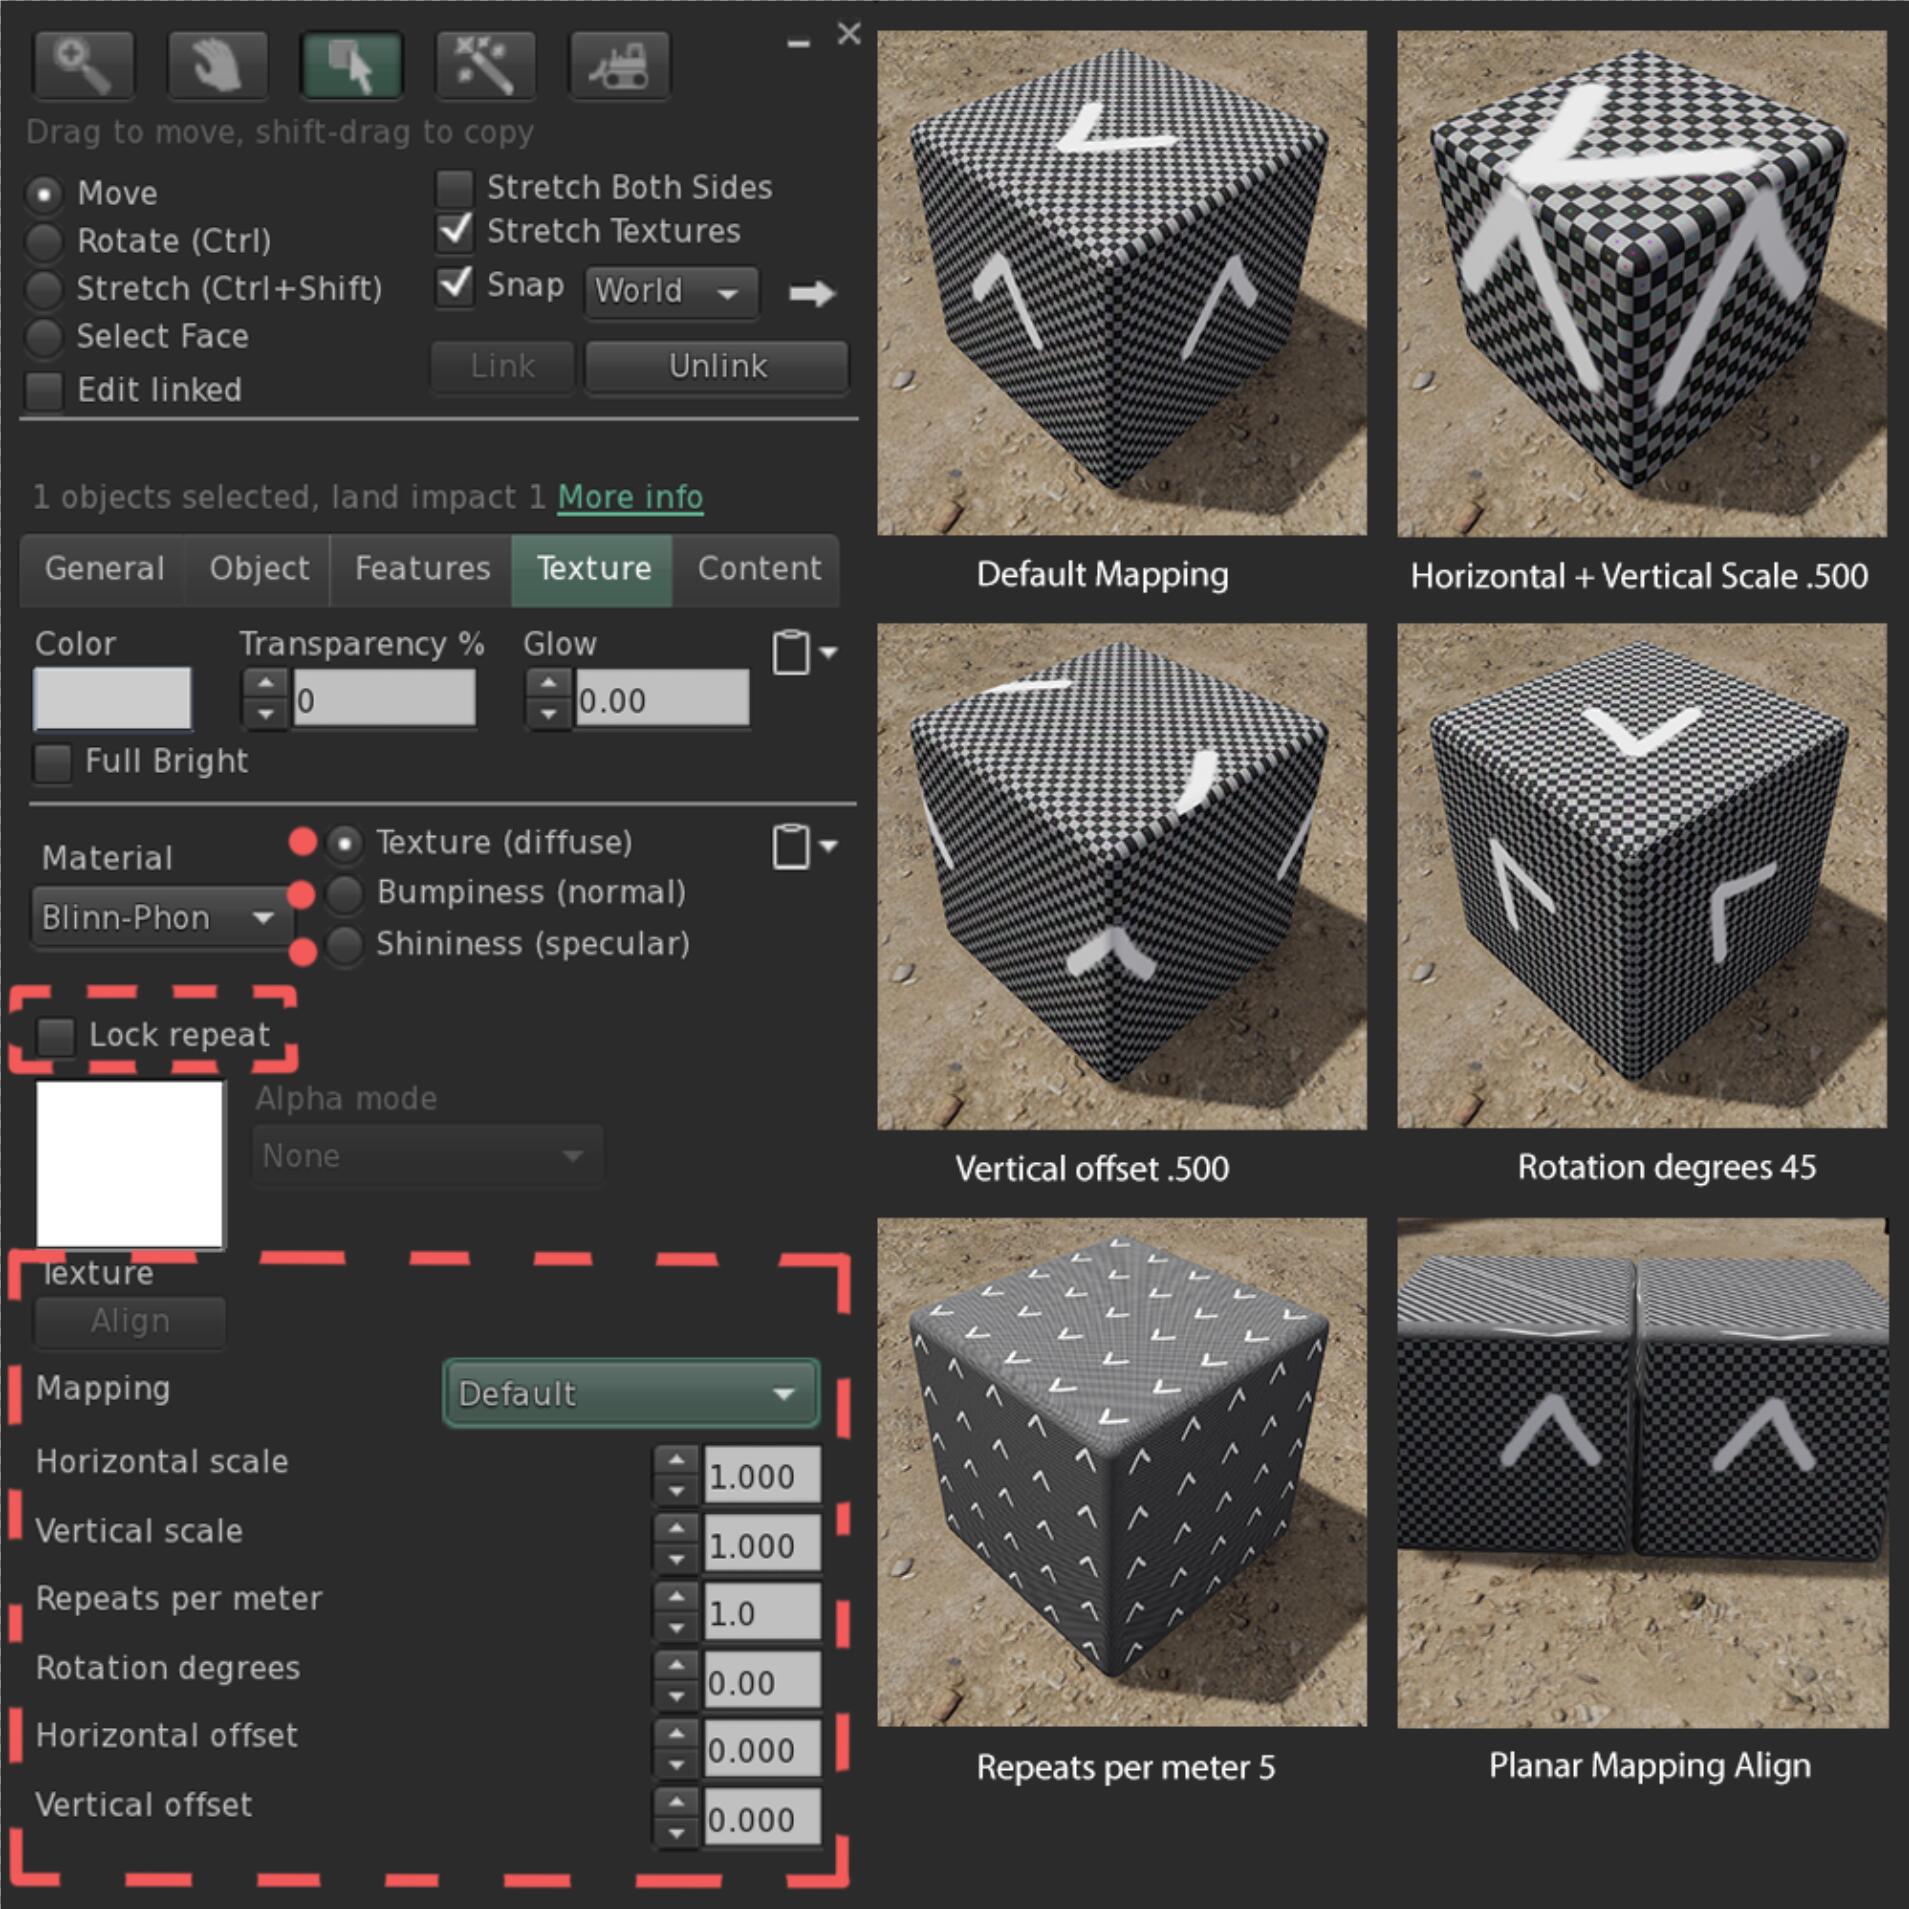 Drag to move, shift-drag to copy
Move
Rotate (Ctrl)
Stretch (Ctrl+Shift)
Select Face
Edit linked
Stretch Both Sides
Stretch Textures
Snap World
Link Unlink
1 objects selected, land impact 1 More info
General Object Features Texture Content
Color Transparency % Glow
0 0.00
Full Bright
Material
Blinn-Phon
Texture (diffuse)
Bumpiness (normal)
Shininess (specular)
Lock repeat
Alpha mode
None
Texture
Align
Mapping Default
Horizontal scale 1.000
Vertical scale 1.000
Repeats per meter 1.0
Rotation degrees 0.00
Horizontal offset 0.000
Vertical offset 0.000
Default Mapping
Horizontal + Vertical Scale .500
Vertical offset .500
Rotation degrees 45
Repeats per meter 5
Planar Mapping Align